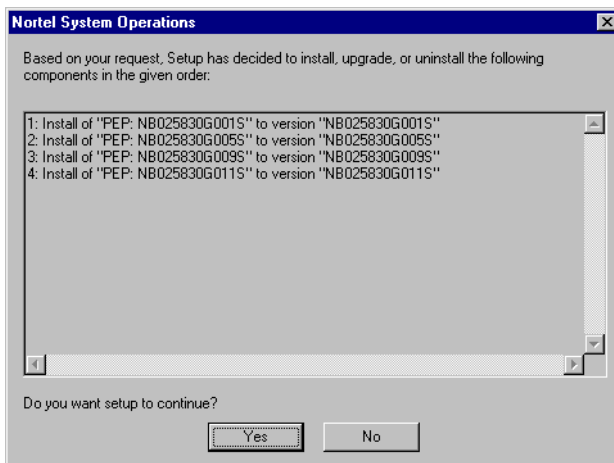 Nortel System Operations
Based on your request, Setup has decided to install, upgrade, or uninstall the following
components in the given order:
1: Install of "PEP: NB025830G001S" to version "NB025830G001S"
2: Install of "PEP: NB025830G005S" to version "NB025830G005S"
3: Install of "PEP: NB025830G009S" to version "NB025830G009S"
4: Install of "PEP: NB025830G011S" to version "NB025830G011S"
Do you want setup to continue?
Yes No